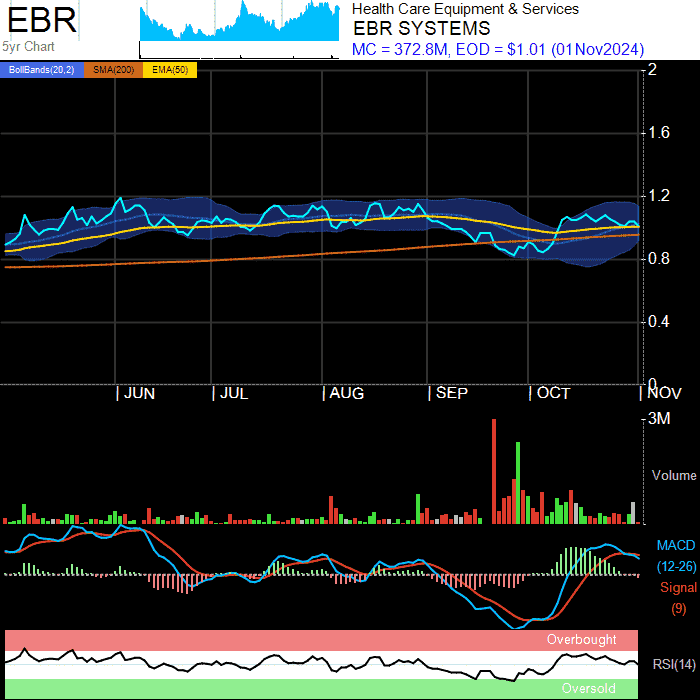 EBR
5yr Chart
Health Care Equipment & Services
EBR SYSTEMS
MC = 372.8M, EOD = $1.01 (01Nov2024)
BollBands(20,2) SMA(200) EMA(50)
2
1.6
1.2
0.8
0.4
0
JUN JUL AUG SEP OCT NOV
3M
Volume
MACD
(12-26)
Signal
(9)
Overbought
RSI(14)
Oversold